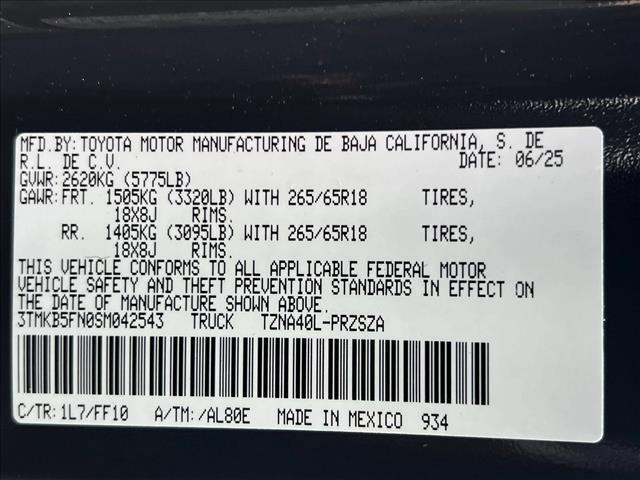 MFD.BY:TOYOTA MOTOR MANUFACTURING DE BAJA CALIFORNIA, S. DE
R.L. DE C.V. DATE: 06/25
GVWR:2620KG (5775LB)
GAWR:FRT. 1505KG (3320LB) WITH 265/65R18 TIRES,
18X8J RIMS.
RR. 1405KG (3095LB) WITH 265/65R18 TIRES,
18X8J RIMS.
THIS VEHICLE CONFORMS TO ALL APPLICABLE FEDERAL MOTOR
VEHICLE SAFETY AND THEFT PREVENTION STANDARDS IN EFFECT ON
THE DATE OF MANUFACTURE SHOWN ABOVE.
3TMKB5FN0SM042543 TRUCK TZNA40L-PRZSZA
C/TR:1L7/FF10 A/TM:/AL80E MADE IN MEXICO 934